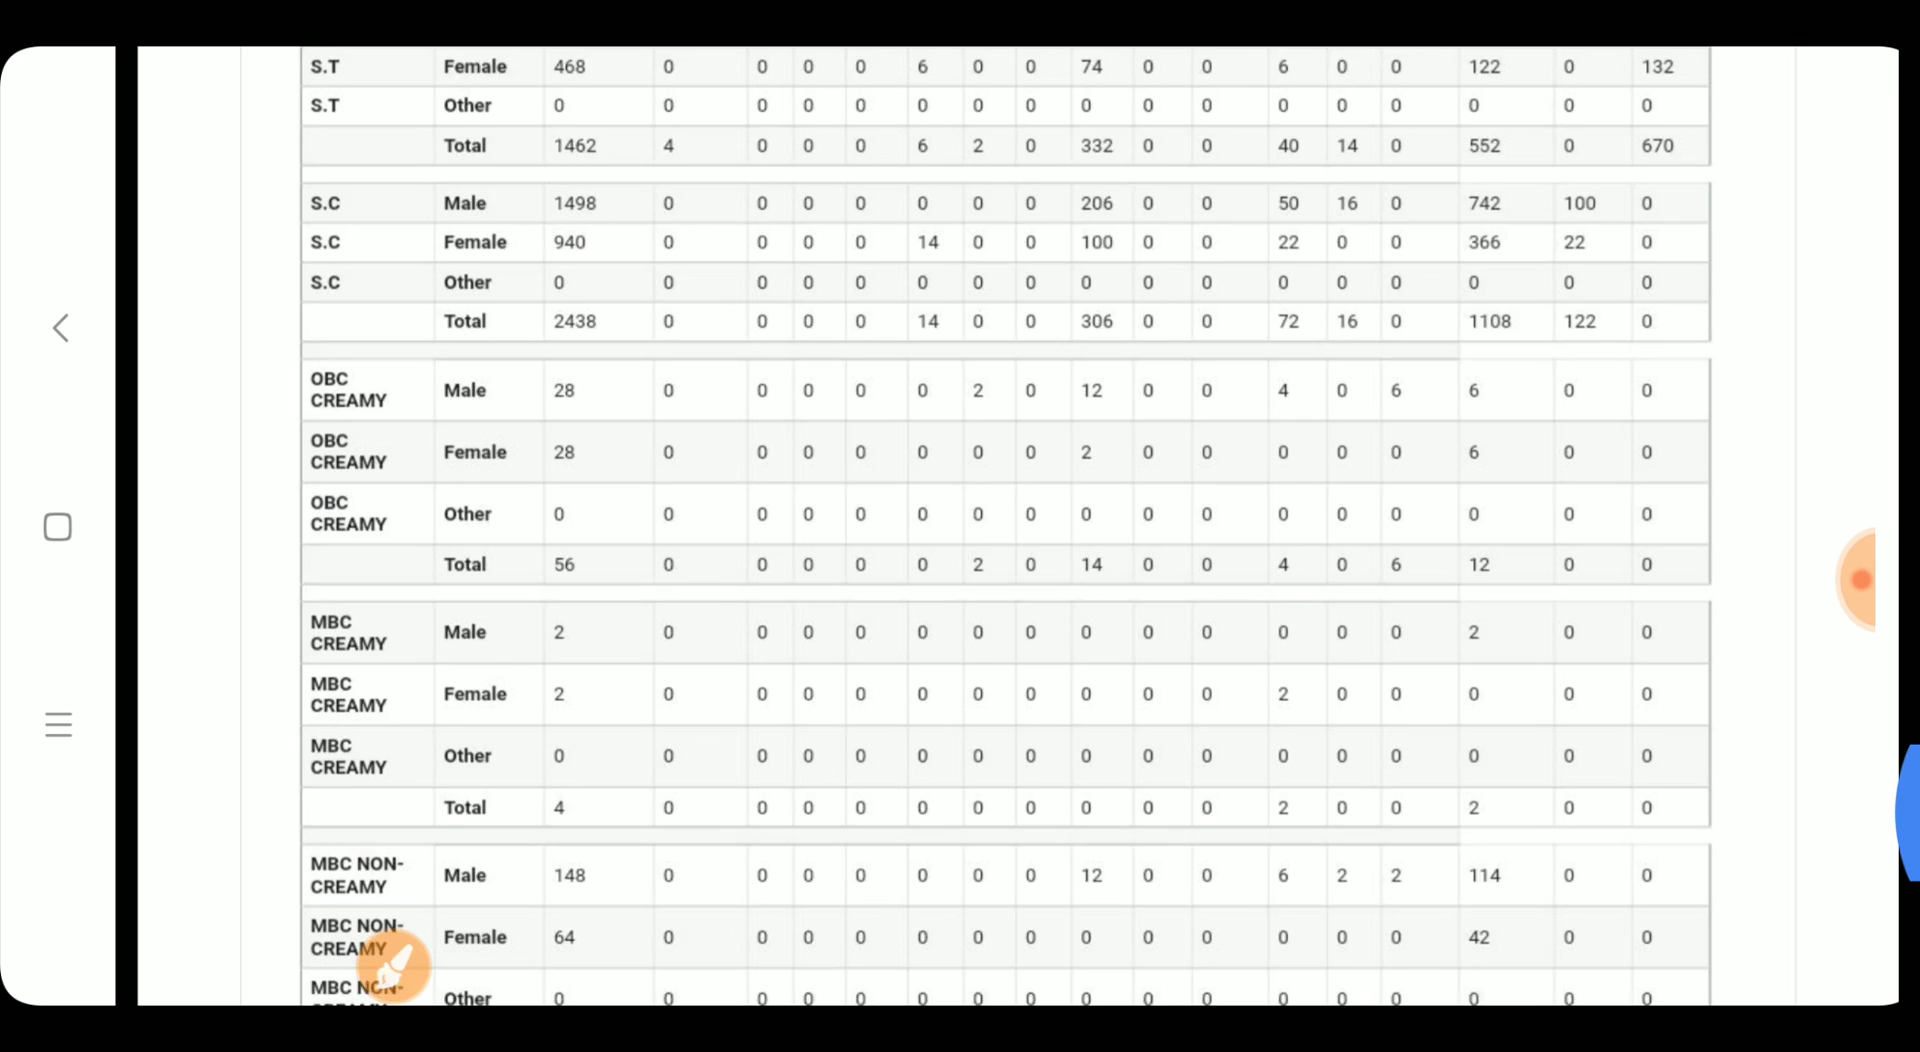 S.T Female 468 0 0 0 0 6 0 0 74 0 0 6 0 0 122 0 132
S.T Other 0 0 0 0 0 0 0 0 0 0 0 0 0 0 0 0 0
Total 1462 4 0 0 0 6 2 0 332 0 0 40 14 0 552 0 670
S.C Male 1498 0 0 0 0 0 0 0 206 0 0 50 16 0 742 100 0
S.C Female 940 0 0 0 0 14 0 0 100 0 0 22 0 0 366 22 0
S.C Other 0 0 0 0 0 0 0 0 0 0 0 0 0 0 0 0 0
Total 2438 0 0 0 0 14 0 0 306 0 0 72 16 0 1108 122 0
OBC
CREAMY Male 28 0 0 0 0 0 2 0 12 0 0 4 0 6 6 0 0
OBC
CREAMY Female 28 0 0 0 0 0 0 0 2 0 0 0 0 0 6 0 0
OBC
CREAMY Other 0 0 0 0 0 0 0 0 0 0 0 0 0 0 0 0 0
Total 56 0 0 0 0 0 2 0 14 0 0 4 0 6 12 0 0
MBC
CREAMY Male 2 0 0 0 0 0 0 0 0 0 0 0 0 0 2 0 0
MBC
CREAMY Female 2 0 0 0 0 0 0 0 0 0 0 2 0 0 0 0 0
MBC
CREAMY Other 0 0 0 0 0 0 0 0 0 0 0 0 0 0 0 0 0
Total 4 0 0 0 0 0 0 0 0 0 0 2 0 0 2 0 0
MBC NON-
CREAMY Male 148 0 0 0 0 0 0 0 12 0 0 6 2 2 114 0 0
MBC NON-
CREAMY Female 64 0 0 0 0 0 0 0 0 0 0 0 0 0 42 0 0
MBC NON-
Other 0 0 0 0 0 0 0 0 0 0 0 0 0 0 0 0 0